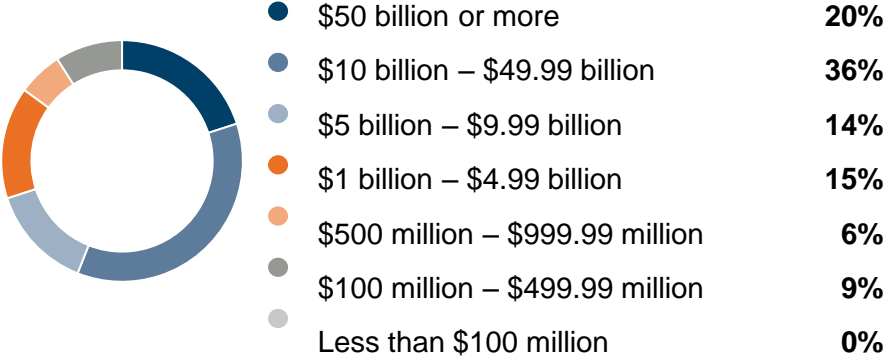 $50 billion or more 20%
$10 billion – $49.99 billion 36%
$5 billion – $9.99 billion 14%
$1 billion – $4.99 billion 15%
$500 million – $999.99 million 6%
$100 million – $499.99 million 9%
Less than $100 million 0%